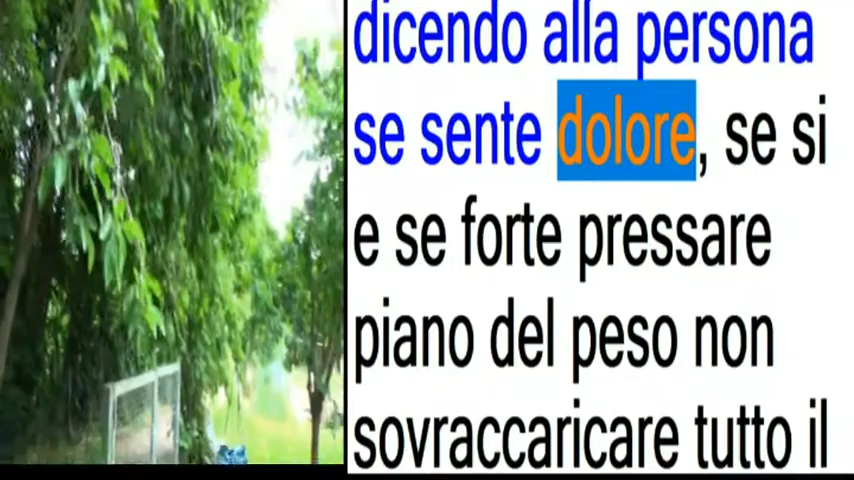 dicendo alla persona
se sente dolore, se si
e se forte pressare
piano del peso non
sovraccaricare tutto il